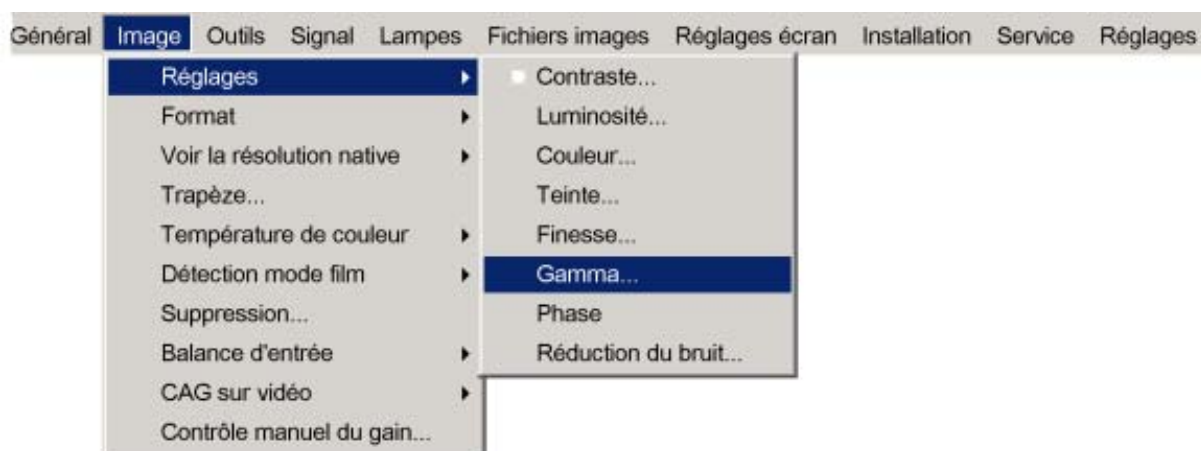 Général Image Outils Signal Lampes Fichiers images Réglages écran Installation Service Réglages
Réglages
Format
Voir la résolution native
Trapèze...
Température de couleur
Détection mode film
Suppression...
Balance d'entrée
CAG sur vidéo
Contrôle manuel du gain...
Contraste...
Luminosité...
Couleur...
Teinte...
Finesse...
Gamma...
Phase
Réduction du bruit...